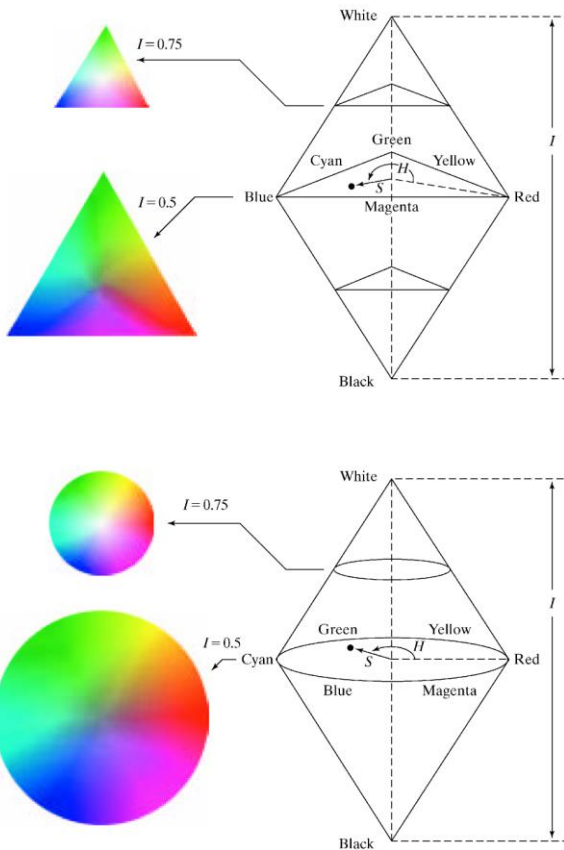 White
I = 0.75
I
Green
Cyan
Yellow
H
I = 0.5
S
Blue
Red
Magenta
Black
White
I = 0.75
I
Green
Yellow
I = 0.5
H
Cyan
S
Red
Blue
Magenta
Black